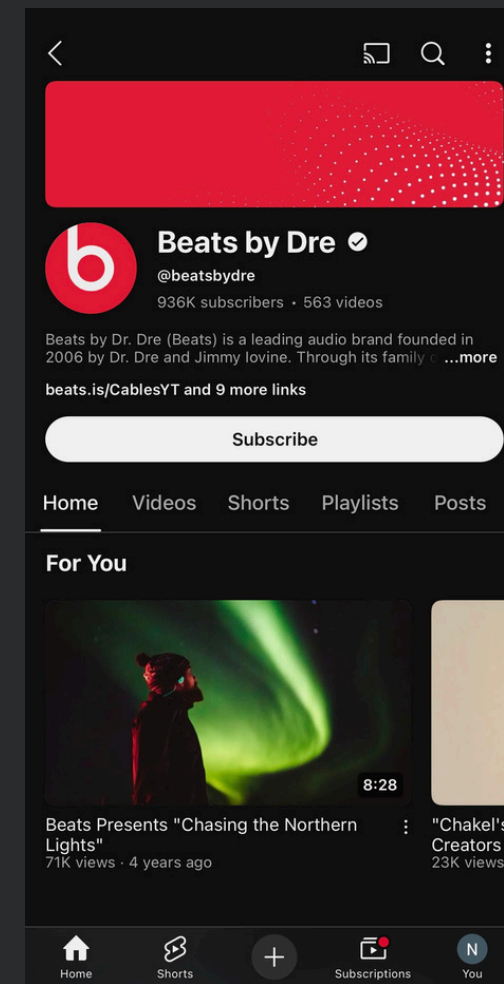 Beats by Dre
@beatsbydre
936K subscribers • 563 videos
Beats by Dr. Dre (Beats) is a leading audio brand founded in
2006 by Dr. Dre and Jimmy Iovine. Through its family ...more
beats.is/CablesYT and 9 more links
Subscribe
Home Videos Shorts Playlists Posts
For You
8:28
Beats Presents "Chasing the Northern
Lights"
71K views · 4 years ago
"Chakel's
Creators
23K views
Home Shorts Subscriptions You
N